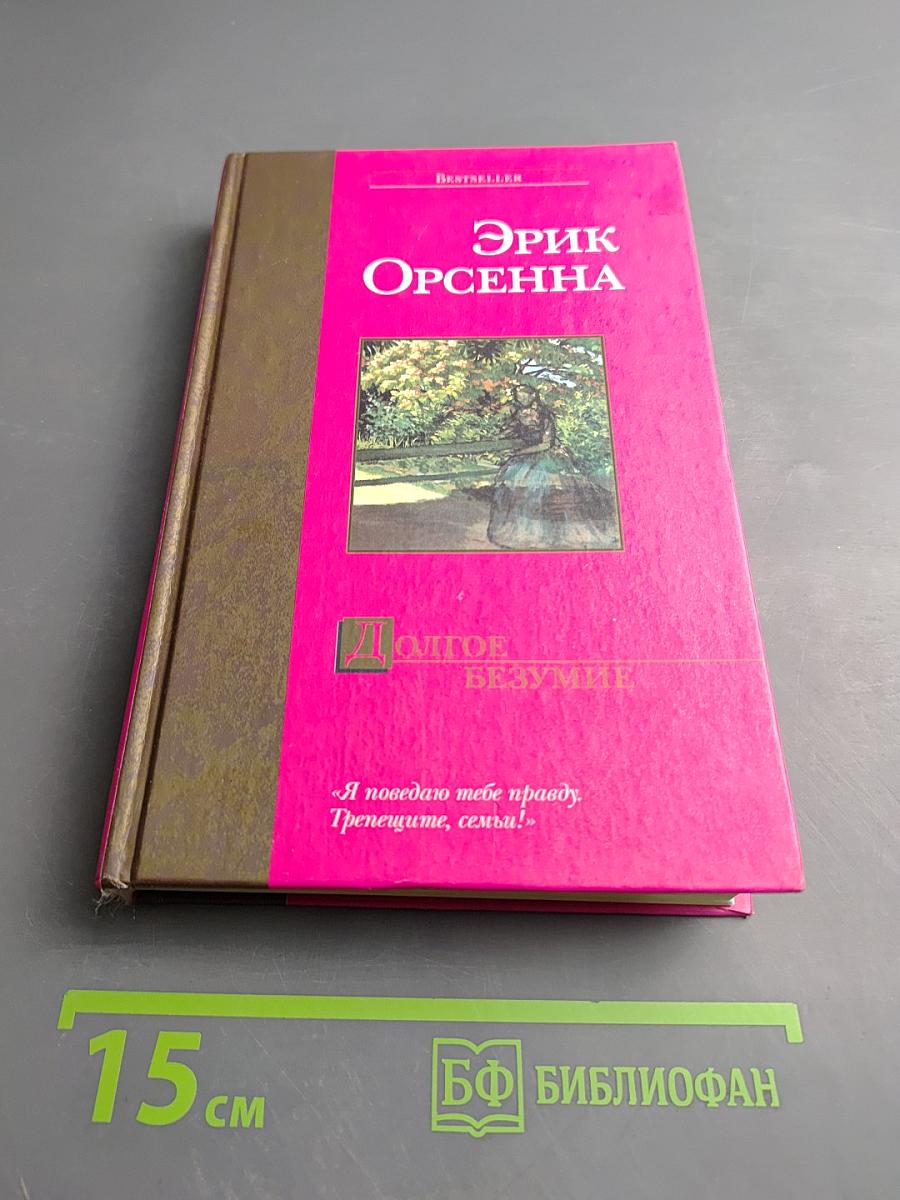 BESTSELLER
ЭРИК
ОРСЕННА
ДОЛГОЕ
БЕЗУМИЕ
«Я поведаю тебе правду.
Трепещите, семьи!»
15 см
БФ БИБЛИОФАН